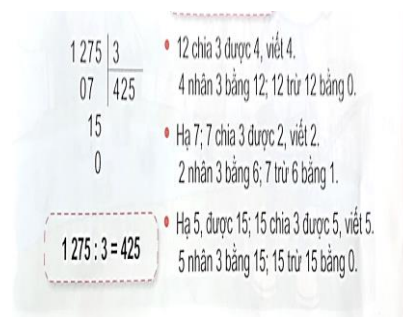 1 275 3
07 425
15
0
1 275 : 3 = 425
12 chia 3 được 4, viết 4.
4 nhân 3 bằng 12; 12 trừ 12 bằng 0.
Hạ 7; 7 chia 3 được 2, viết 2.
2 nhân 3 bằng 6; 7 trừ 6 bằng 1.
Hạ 5, được 15; 15 chia 3 được 5, viết 5.
5 nhân 3 bằng 15; 15 trừ 15 bằng 0.